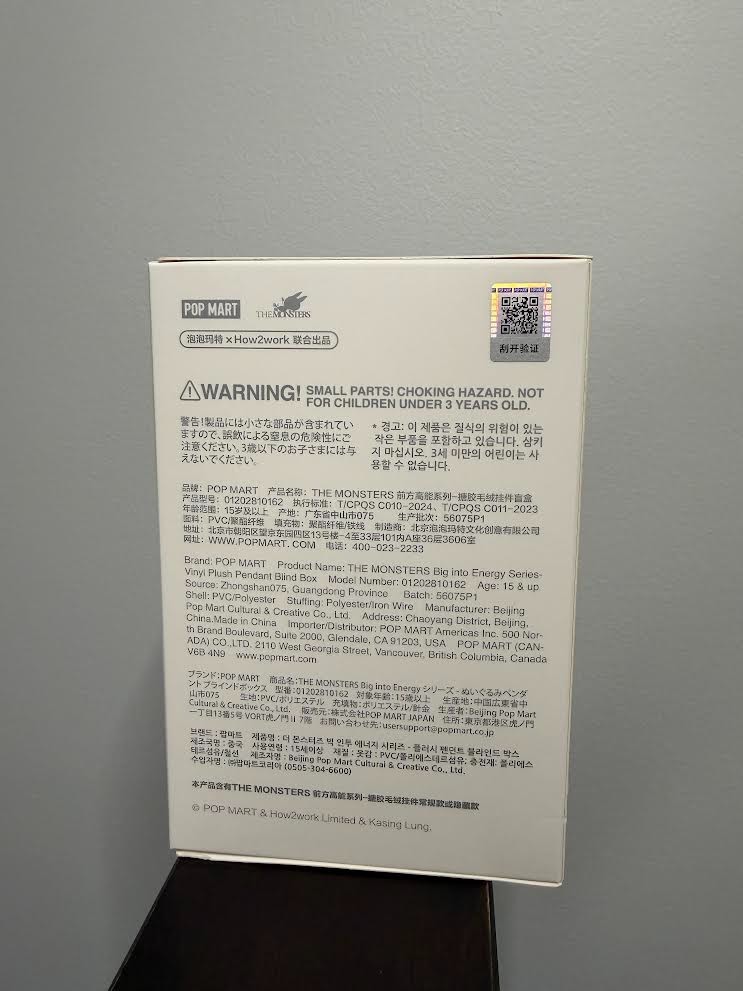 POP MART
THE MONSTERS
泡泡玛特 × How2work 联合出品
刮开验证
WARNING! SMALL PARTS! CHOKING HAZARD. NOT
FOR CHILDREN UNDER 3 YEARS OLD.
警告!製品には小さな部品が含まれてい
ますので、誤飲による窒息の危険性にご
注意ください。3歳以下のお子さまには与
えないでください。
* 경고: 이 제품은 질식의 위험이 있는
작은 부품을 포함하고 있습니다. 삼키
지 마십시오. 3세 미만의 어린이는 사
용할 수 없습니다.
品牌: POP MART 产品名称: THE MONSTERS 前方高能系列-搪胶毛绒挂件盲盒
产品型号: 01202810162 执行标准: T/CPQS C010-2024、T/CPQS C011-2023
年龄范围: 15岁及以上 产地: 广东省中山市075 生产批次: 56075P1
面料: PVC/聚酯纤维 填充物: 聚酯纤维/铁线 制造商: 北京泡泡玛特文化创意有限公司
地址: 北京市朝阳区望京东园四区13号楼-4至33层101内A座36层3606室
网址: WWW.POPMART.COM 电话: 400-023-2233
Brand: POP MART Product Name: THE MONSTERS Big into Energy Series-
Vinyl Plush Pendant Blind Box Model Number: 01202810162 Age: 15 & up
Source: Zhongshan075, Guangdong Province Batch: 56075P1
Shell: PVC/Polyester Stuffing: Polyester/Iron Wire Manufacturer: Beijing
Pop Mart Cultural & Creative Co., Ltd. Address: Chaoyang District, Beijing,
China.Made in China Importer/Distributor: POP MART Americas Inc. 500 Nor-
th Brand Boulevard, Suite 2000, Glendale, CA 91203, USA POP MART (CAN-
ADA) CO.,LTD. 2110 West Georgia Street, Vancouver, British Columbia, Canada
V6B 4N9 www.popmart.com
ブランド: POP MART 商品名: THE MONSTERS Big into Energy シリーズ - ぬいぐるみペンダ
ント ブラインドボックス 型番: 01202810162 対象年齢: 15歳以上 生産地: 中国広東省中
山市075 生地: PVC/ポリエステル 充填物: ポリエステル/針金 生産者: Beijing Pop Mart
Cultural & Creative Co., Ltd. 販売元: 株式会社POP MART JAPAN 住所: 東京都港区虎ノ門
一丁目13番5号 VORT虎ノ門Ⅱ 7階 お問い合わせ先: usersupport@popmart.co.jp
브랜드 : 팝마트 제품명 : 더 몬스터즈 빅 인투 에너지 시리즈 - 플러시 펜던트 블라인드 박스
제조국명 : 중국 사용연령 : 15세이상 재질 : 겉감 : PVC/폴리에스테르섬유; 충전재: 폴리에스
테르섬유/철선 제조자명 : Beijing Pop Mart Cultural & Creative Co., Ltd.
수입자명 : ㈜팝마트코리아 (0505-304-6600)
本产品含有THE MONSTERS 前方高能系列-搪胶毛绒挂件常规款或隐藏款
© POP MART & How2work Limited & Kasing Lung.